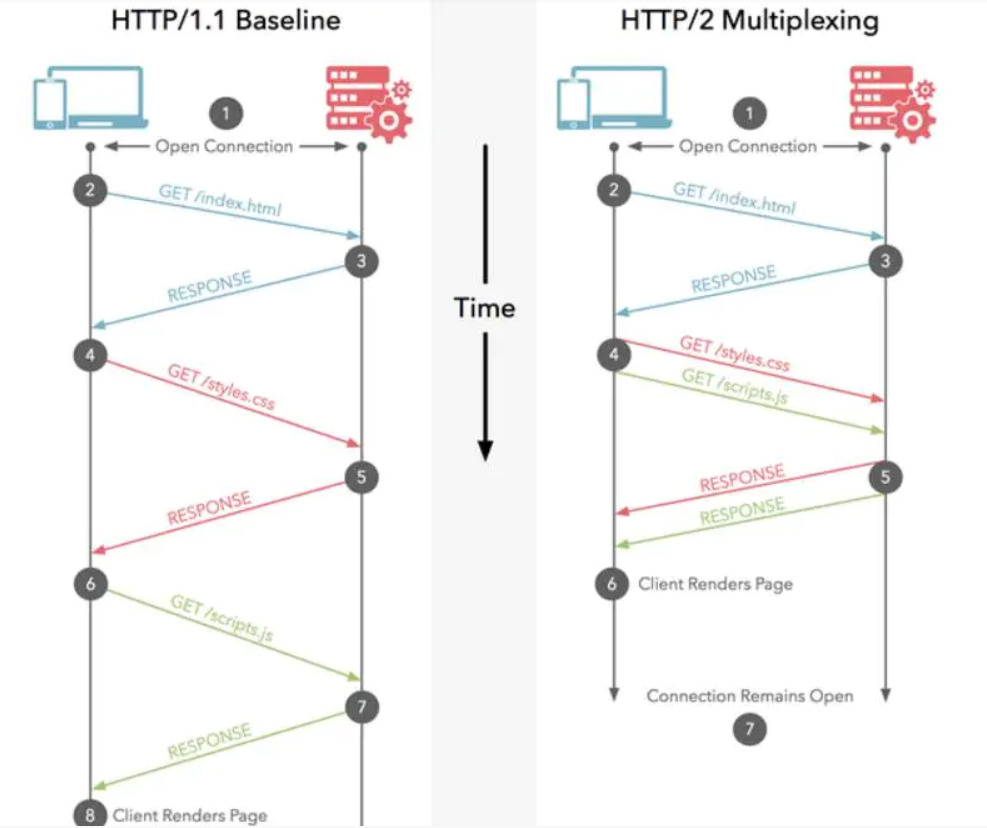 HTTP/1.1 Baseline
1
Open Connection
2
GET /index.html
3
RESPONSE
4
GET /styles.css
5
RESPONSE
6
GET /scripts.js
7
RESPONSE
8
Client Renders Page
Time
HTTP/2 Multiplexing
1
Open Connection
2
GET /index.html
3
RESPONSE
4
GET /styles.css
GET /scripts.js
5
RESPONSE
RESPONSE
6
Client Renders Page
Connection Remains Open
7